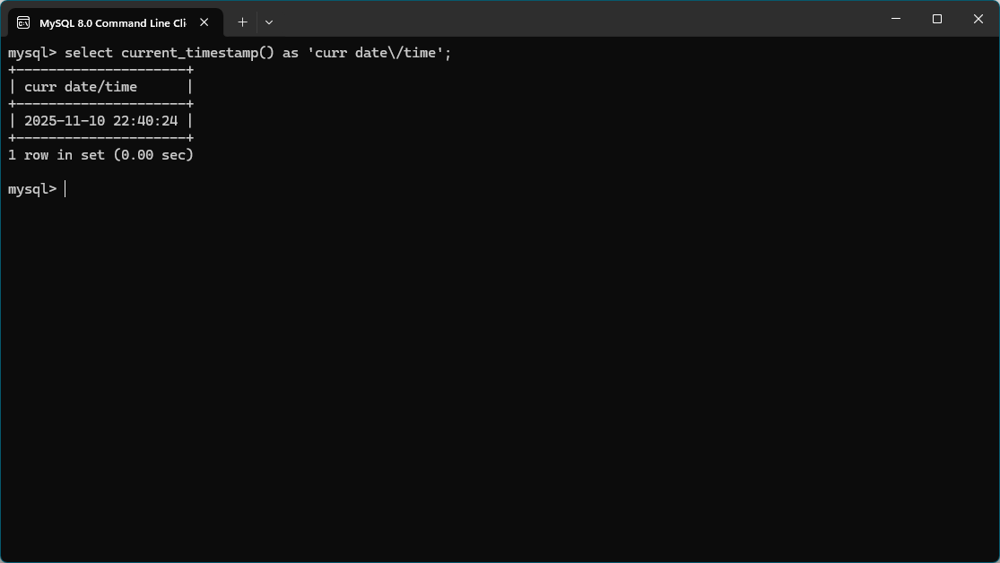 MySQL 8.0 Command Line Cli
mysql> select current_timestamp() as 'curr date\/time';
+---------------------+
| curr date/time      |
+---------------------+
| 2025-11-10 22:40:24 |
+---------------------+
1 row in set (0.00 sec)
mysql>